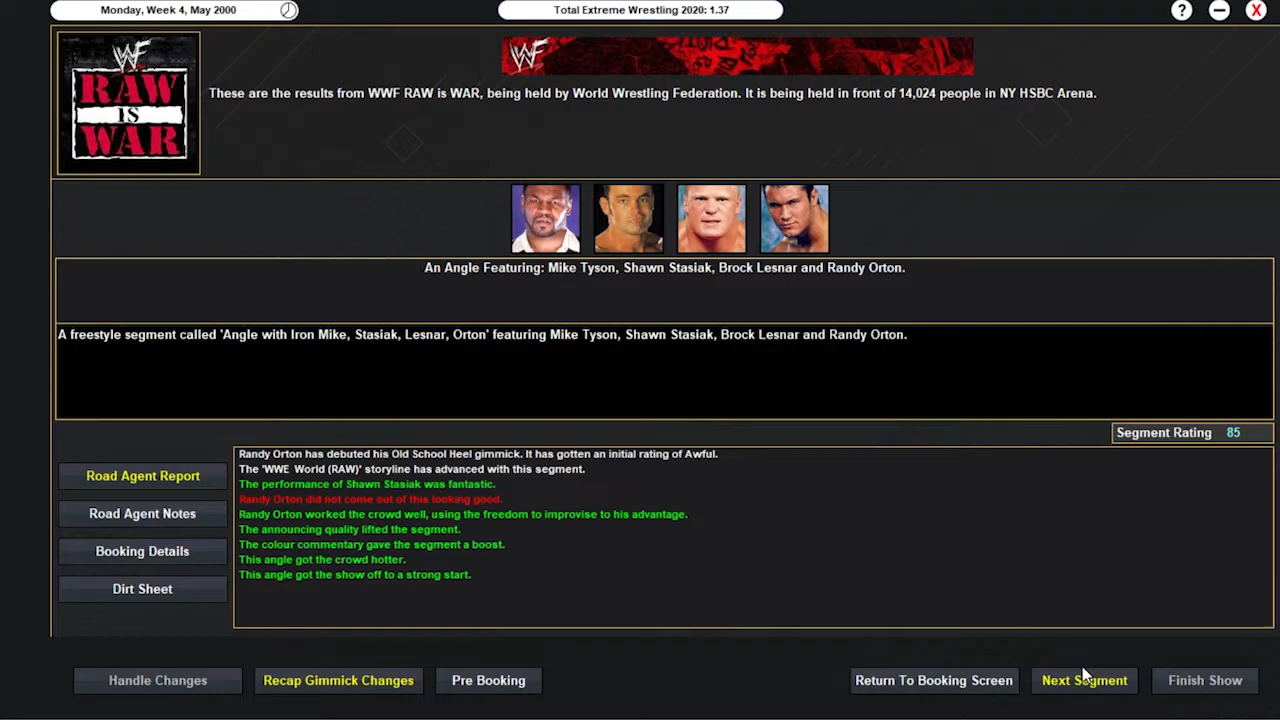 Monday, Week 4, May 2000
Total Extreme Wrestling 2020: 1.37
?
X
WF
RAW
IS
WAR
WF
These are the results from WWF RAW is WAR, being held by World Wrestling Federation. It is being held in front of 14,024 people in NY HSBC Arena.
An Angle Featuring: Mike Tyson, Shawn Stasiak, Brock Lesnar and Randy Orton.
A freestyle segment called 'Angle with Iron Mike, Stasiak, Lesnar, Orton' featuring Mike Tyson, Shawn Stasiak, Brock Lesnar and Randy Orton.
Segment Rating 85
Road Agent Report
Road Agent Notes
Booking Details
Dirt Sheet
Randy Orton has debuted his Old School Heel gimmick. It has gotten an initial rating of Awful.
The 'WWE World (RAW)' storyline has advanced with this segment.
The performance of Shawn Stasiak was fantastic.
Randy Orton did not come out of this looking good.
Randy Orton worked the crowd well, using the freedom to improvise to his advantage.
The announcing quality lifted the segment.
The colour commentary gave the segment a boost.
This angle got the crowd hotter.
This angle got the show off to a strong start.
Handle Changes
Recap Gimmick Changes
Pre Booking
Return To Booking Screen
Next Segment
Finish Show